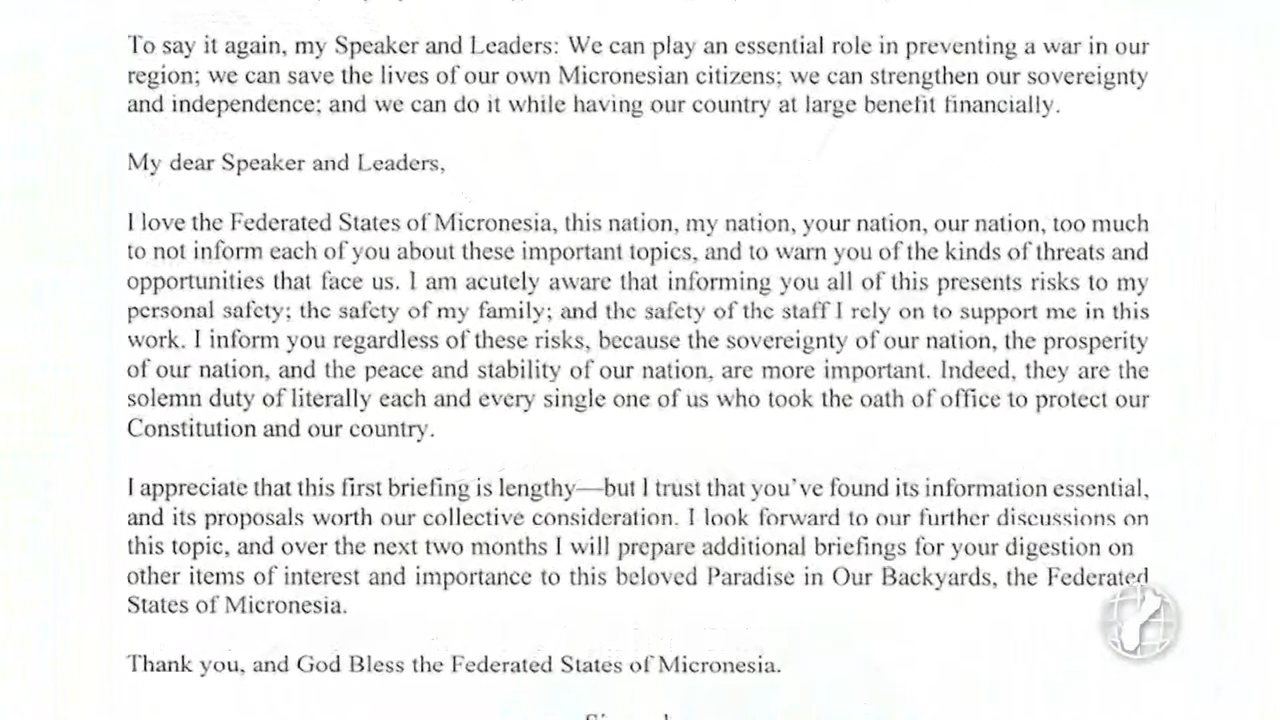 To say it again, my Speaker and Leaders: We can play an essential role in preventing a war in our
region; we can save the lives of our own Micronesian citizens; we can strengthen our sovereignty
and independence; and we can do it while having our country at large benefit financially.
My dear Speaker and Leaders,
I love the Federated States of Micronesia, this nation, my nation, your nation, our nation, too much
to not inform each of you about these important topics, and to warn you of the kinds of threats and
opportunities that face us. I am acutely aware that informing you all of this presents risks to my
personal safety; the safety of my family; and the safety of the staff I rely on to support me in this
work. I inform you regardless of these risks, because the sovereignty of our nation, the prosperity
of our nation, and the peace and stability of our nation, are more important. Indeed, they are the
solemn duty of literally each and every single one of us who took the oath of office to protect our
Constitution and our country.
I appreciate that this first briefing is lengthy—but I trust that you've found its information essential,
and its proposals worth our collective consideration. I look forward to our further discussions on
this topic, and over the next two months I will prepare additional briefings for your digestion on
other items of interest and importance to this beloved Paradise in Our Backyards, the Federated
States of Micronesia.
Thank you, and God Bless the Federated States of Micronesia.